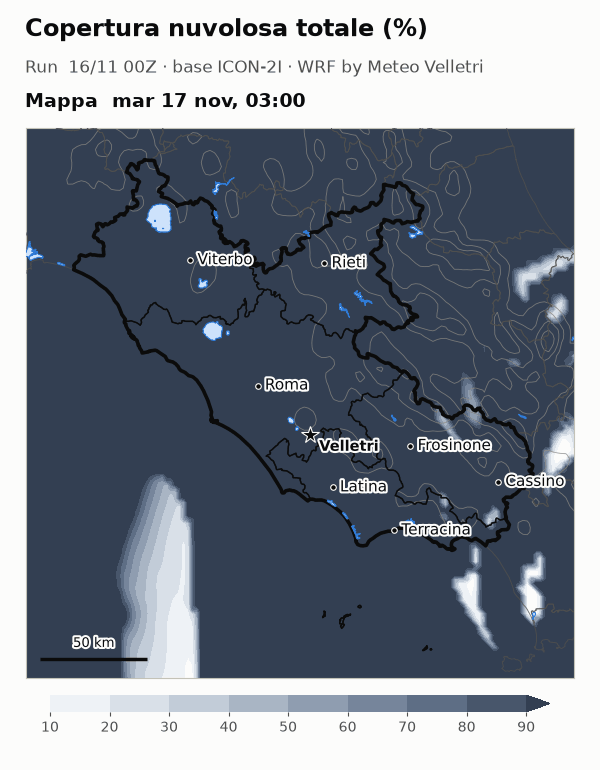 Copertura nuvolosa totale (%)
Run 16/11 00Z · base ICON-2I · WRF by Meteo Velletri
Mappa mar 17 nov, 03:00
Viterbo
Rieti
Roma
Velletri
Frosinone
Cassino
Latina
Terracina
50 km
10 20 30 40 50 60 70 80 90